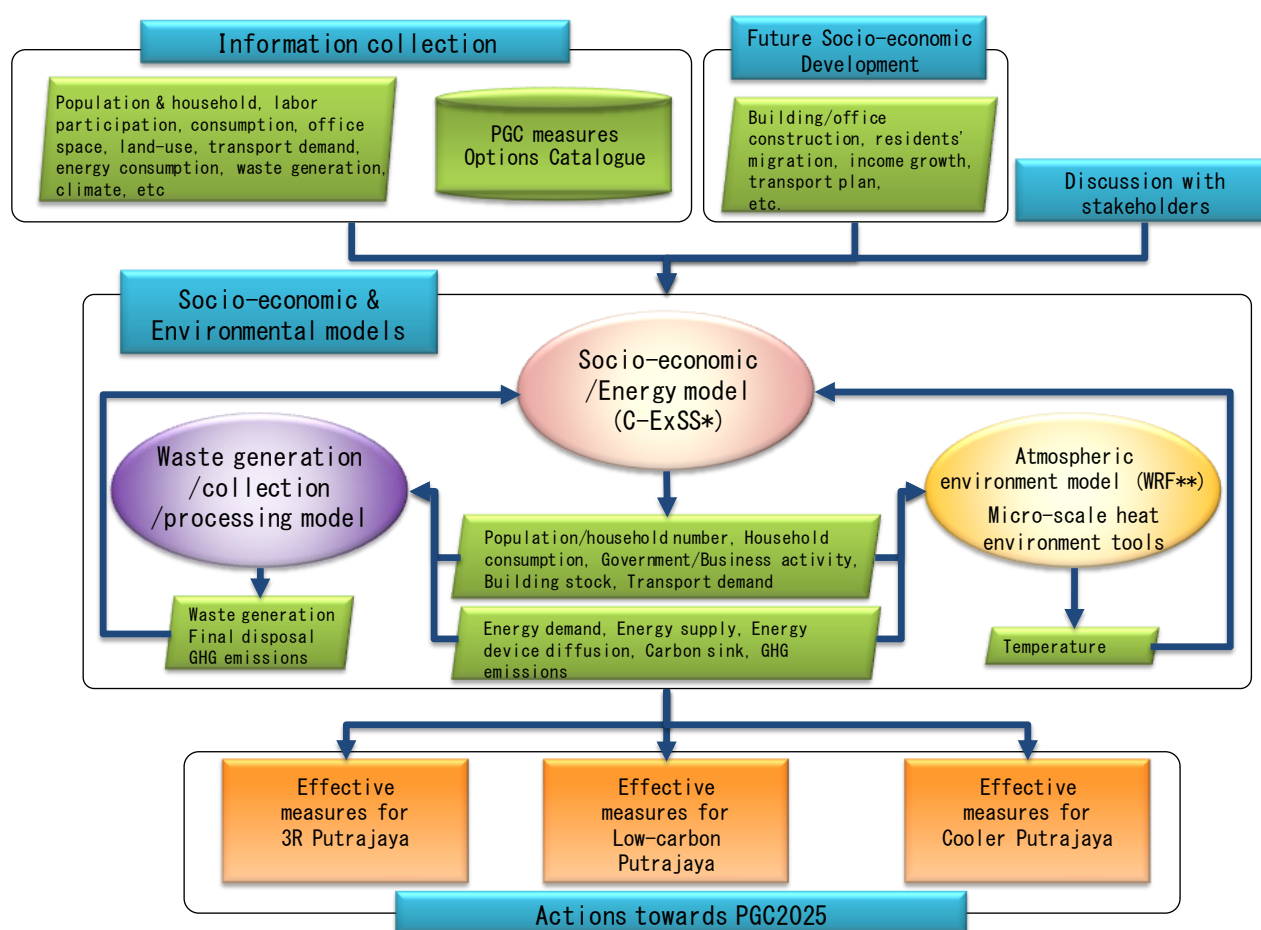 Information collection
Population & household, labor
participation, consumption, office
space, land-use, transport demand,
energy consumption, waste generation,
climate, etc
PGC measures
Options Catalogue
Future Socio-economic
Development
Building/office
construction, residents'
migration, income growth,
transport plan,
etc.
Discussion with
stakeholders
Socio-economic &
Environmental models
Socio-economic
/Energy model
(C-ExSS*)
Waste generation
/collection
/processing model
Atmospheric
environment model (WRF**)
Micro-scale heat
environment tools
Population/household number, Household
consumption, Government/Business activity,
Building stock, Transport demand
Waste generation
Final disposal
GHG emissions
Energy demand, Energy supply, Energy
device diffusion, Carbon sink, GHG
emissions
Temperature
Effective
measures for
3R Putrajaya
Effective
measures for
Low-carbon
Putrajaya
Effective
measures for
Cooler Putrajaya
Actions towards PGC2025